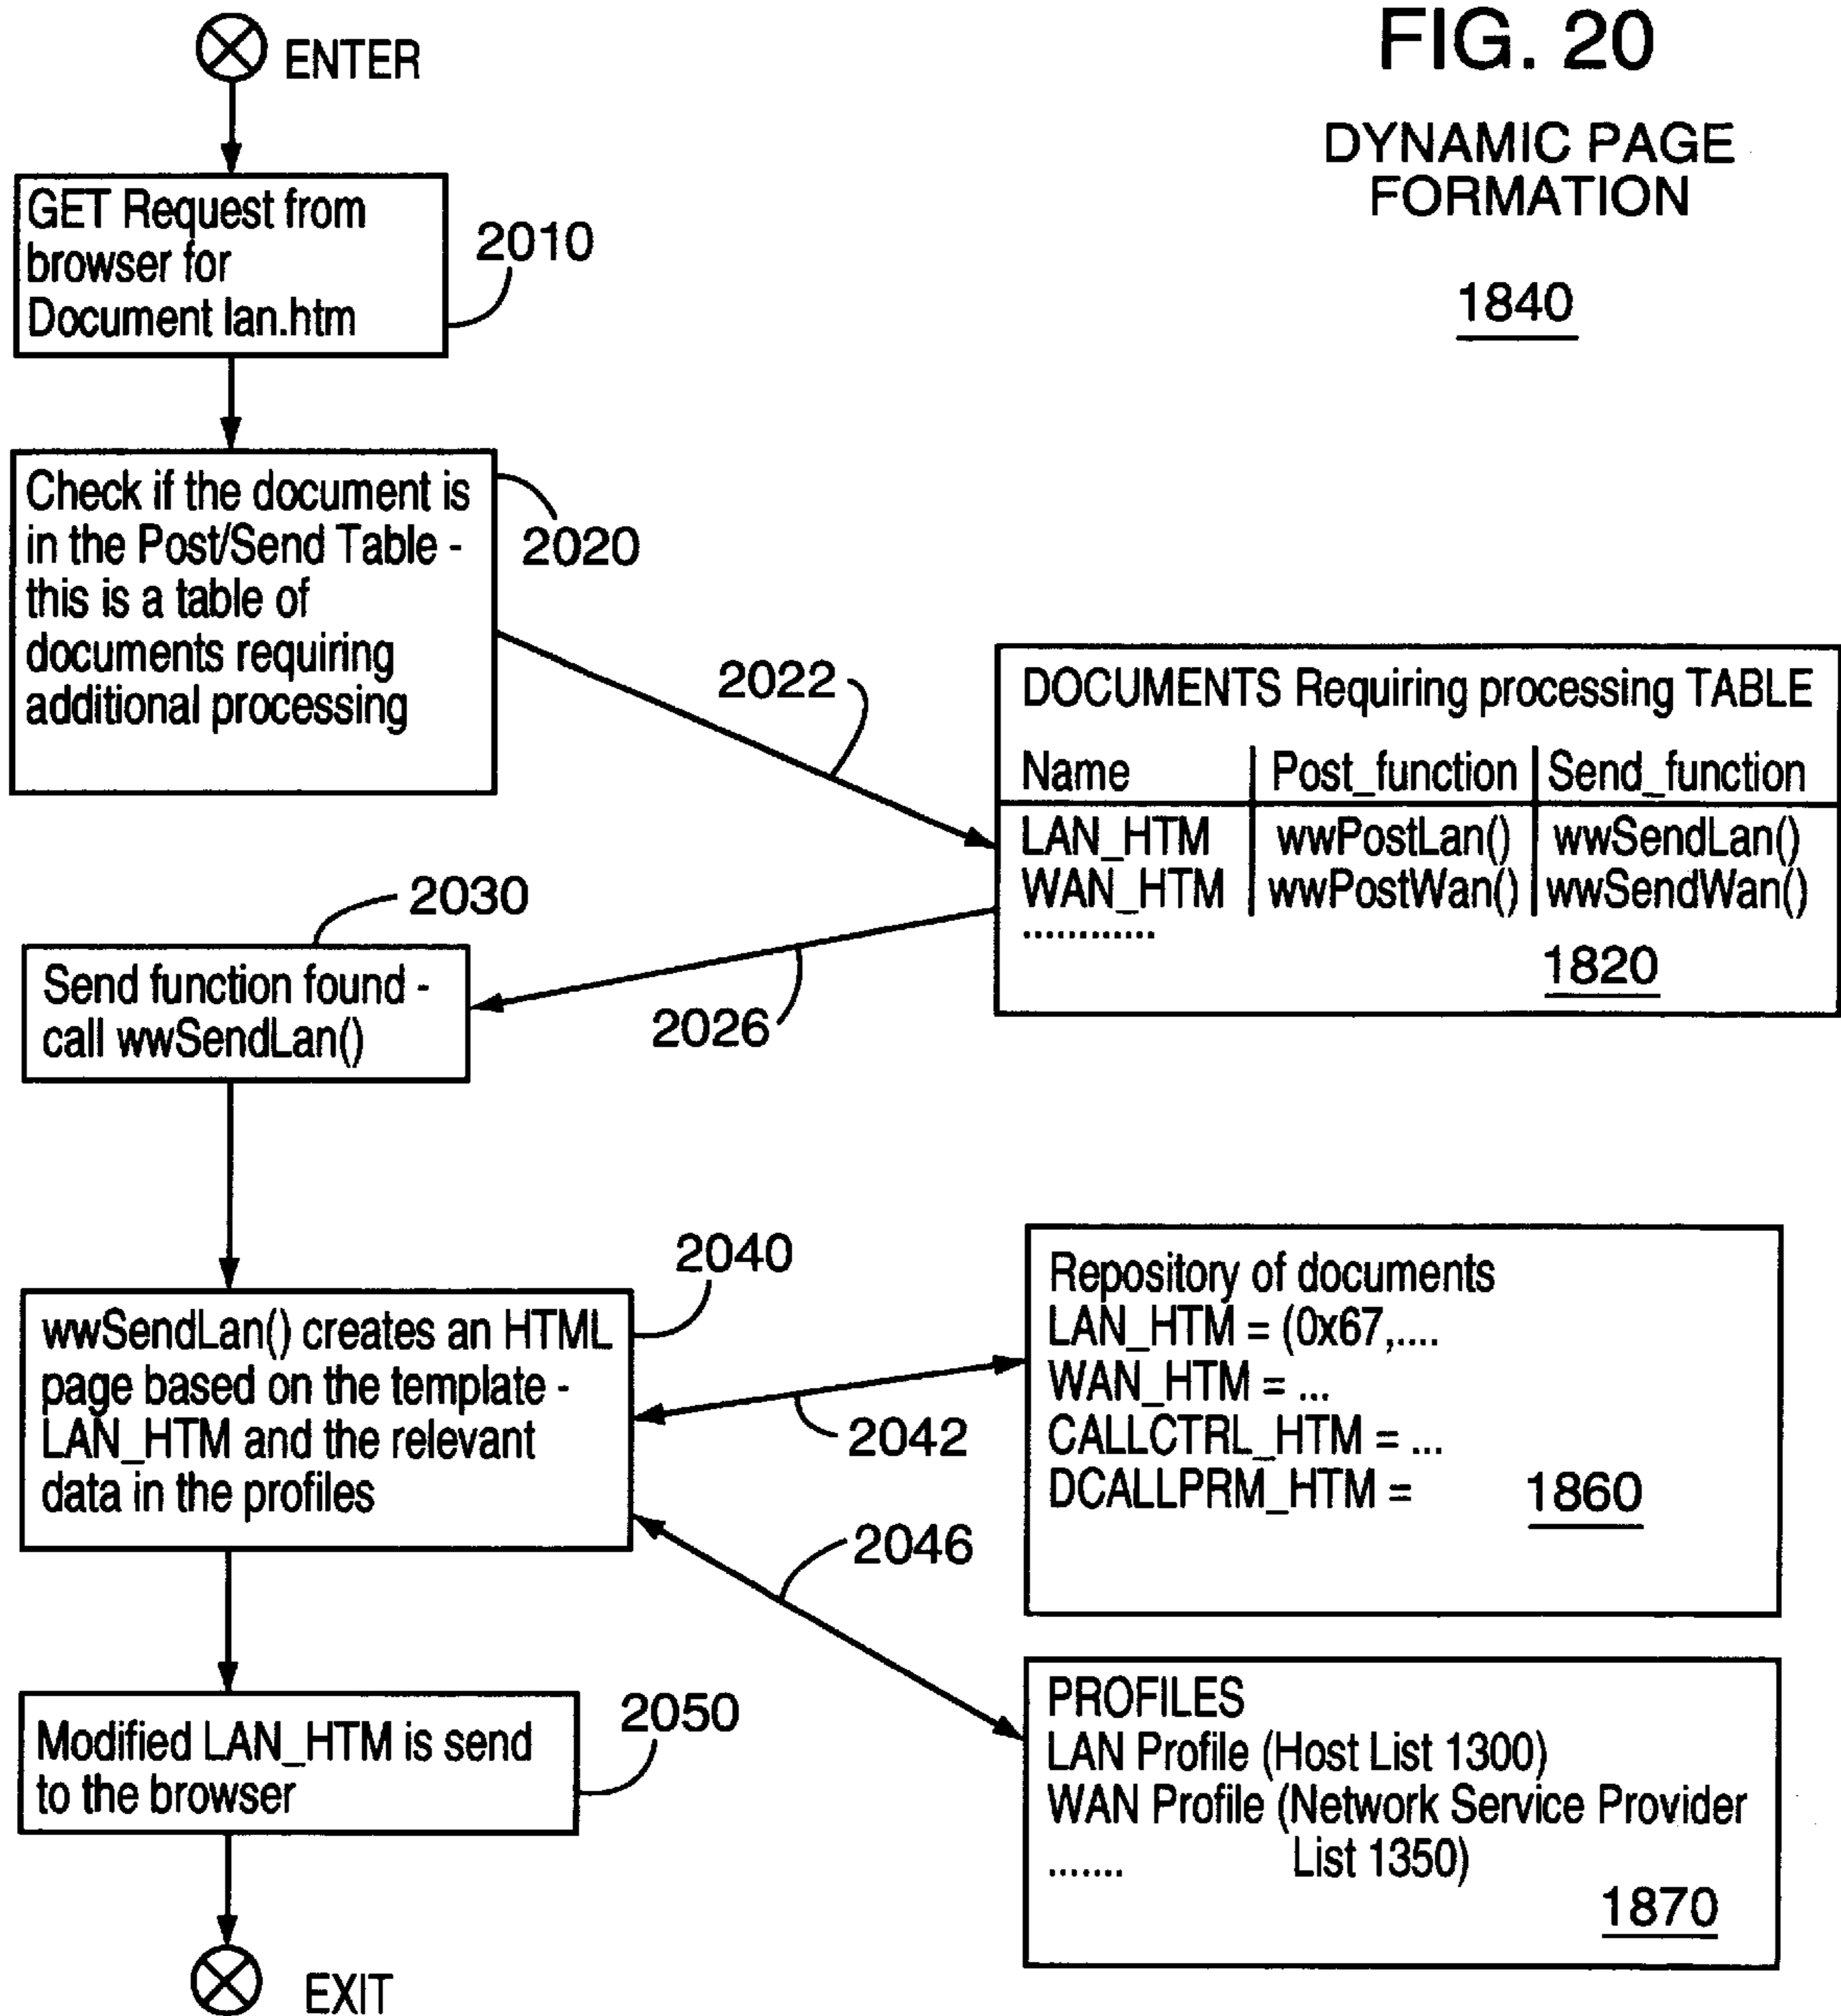 FIG. 20
DYNAMIC PAGE
FORMATION
1840
ENTER
GET Request from
browser for
Document lan.htm
2010
Check if the document is
in the Post/Send Table -
this is a table of
documents requiring
additional processing
2020
2022
DOCUMENTS Requiring processing TABLE
Name Post_function Send_function
LAN_HTM wwPostLan() wwSendLan()
WAN_HTM wwPostWan() wwSendWan()
.............
1820
2026
2030
Send function found -
call wwSendLan()
2040
wwSendLan() creates an HTML
page based on the template -
LAN_HTM and the relevant
data in the profiles
2042
Repository of documents
LAN_HTM = (0x67,....
WAN_HTM = ...
CALLCTRL_HTM = ...
DCALLPRM_HTM =
1860
2046
PROFILES
LAN Profile (Host List 1300)
WAN Profile (Network Service Provider
List 1350)
.......
1870
2050
Modified LAN_HTM is send
to the browser
EXIT